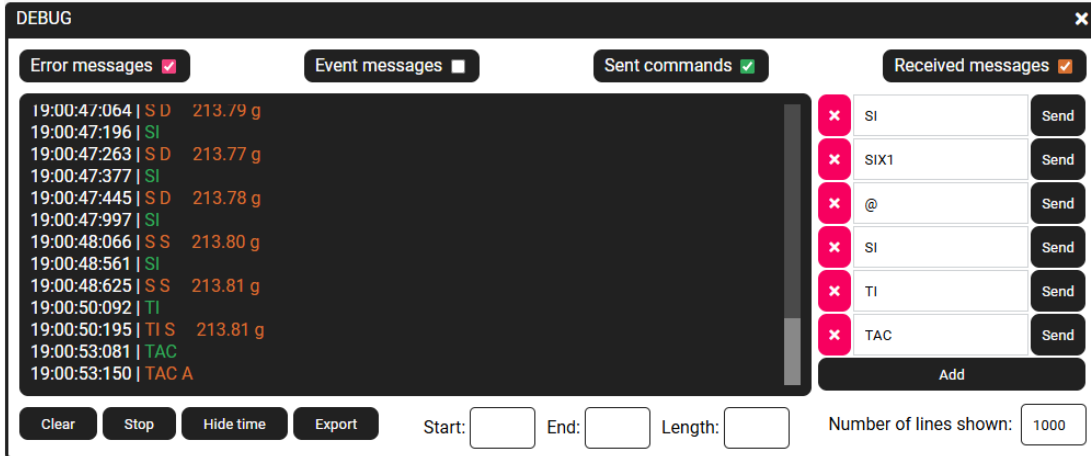 DEBUG
Error messages
Event messages
Sent commands
Received messages
19:00:47:064 | S D 213.79 g
19:00:47:196 | SI
19:00:47:263 | S D 213.77 g
19:00:47:377 | SI
19:00:47:445 | S D 213.78 g
19:00:47:997 | SI
19:00:48:066 | S S 213.80 g
19:00:48:561 | SI
19:00:48:625 | S S 213.81 g
19:00:50:092 | TI
19:00:50:195 | TI S 213.81 g
19:00:53:081 | TAC
19:00:53:150 | TAC A
SI Send
SIX1 Send
@ Send
SI Send
TI Send
TAC Send
Add
Clear Stop Hide time Export Start: End: Length: Number of lines shown: 1000